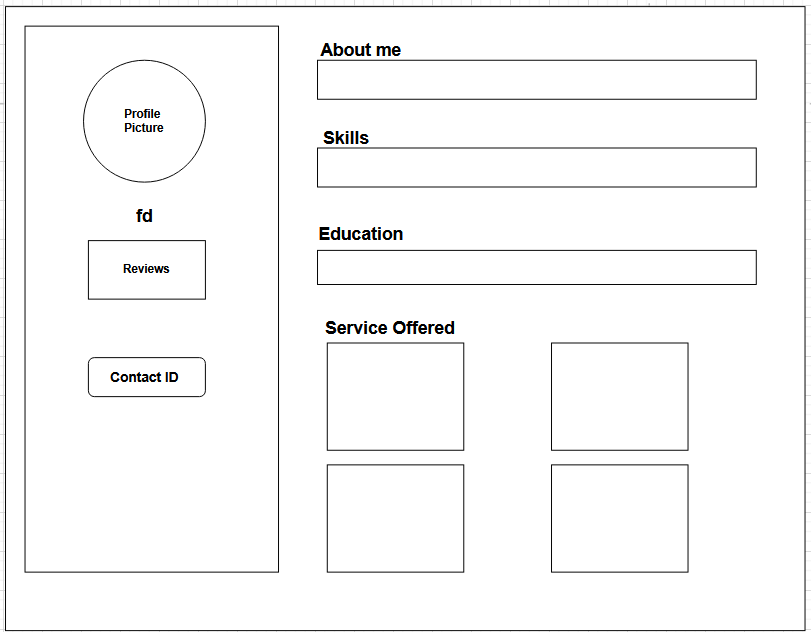 Profile
Picture
fd
Reviews
Contact ID
About me
Skills
Education
Service Offered